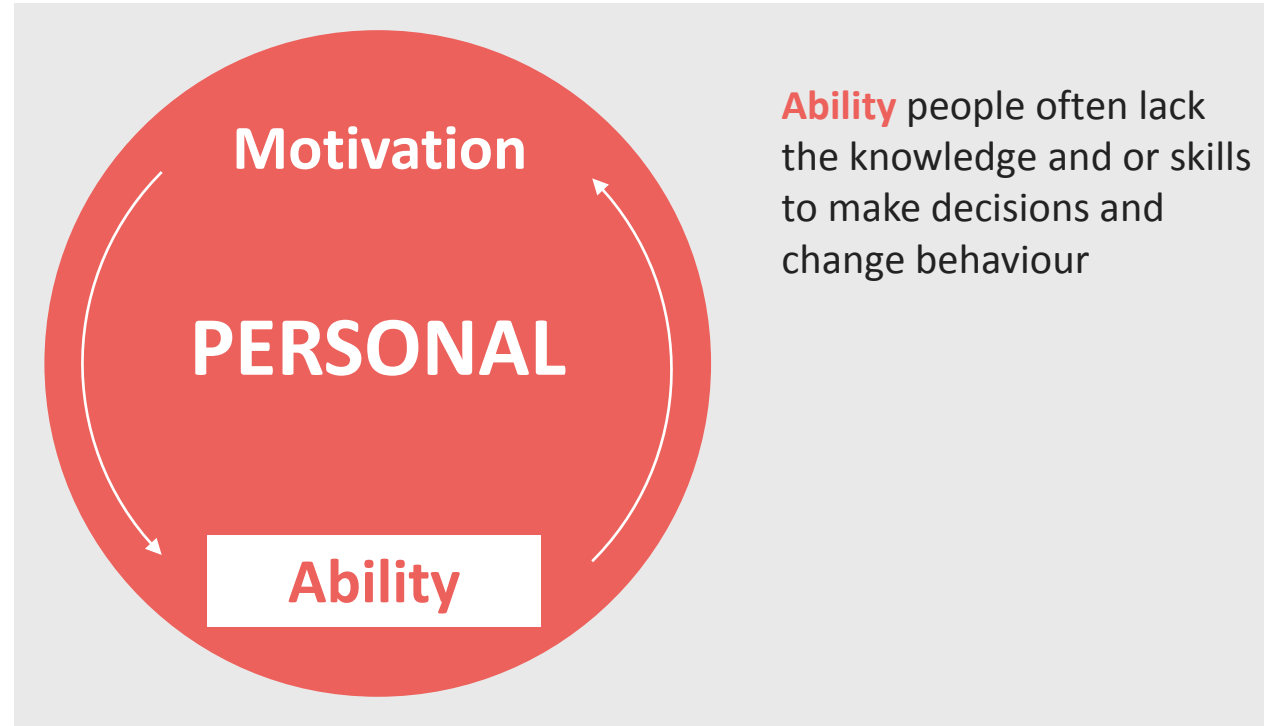 Motivation
PERSONAL
Ability
Ability people often lack
the knowledge and or skills
to make decisions and
change behaviour